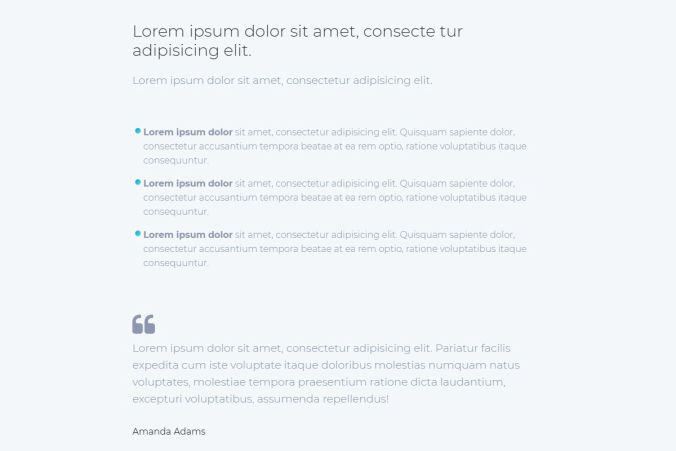 Lorem ipsum dolor sit amet, consecte tur
adipisicing elit.
Lorem ipsum dolor sit amet, consectetur adipisicing elit.
Lorem ipsum dolor sit amet, consectetur adipisicing elit. Quisquam sapiente dolor,
consectetur accusantium tempora beatae at ea rem optio, ratione voluptatibus itaque
consequuntur.
Lorem ipsum dolor sit amet, consectetur adipisicing elit. Quisquam sapiente dolor,
consectetur accusantium tempora beatae at ea rem optio, ratione voluptatibus itaque
consequuntur.
Lorem ipsum dolor sit amet, consectetur adipisicing elit. Quisquam sapiente dolor,
consectetur accusantium tempora beatae at ea rem optio, ratione voluptatibus itaque
consequuntur.
Lorem ipsum dolor sit amet, consectetur adipisicing elit. Pariatur facilis
expedita cum iste voluptate itaque doloribus molestias numquam natus
voluptates, molestiae tempora praesentium ratione dicta laudantium,
excepturi voluptatibus, assumenda repellendus!
Amanda Adams